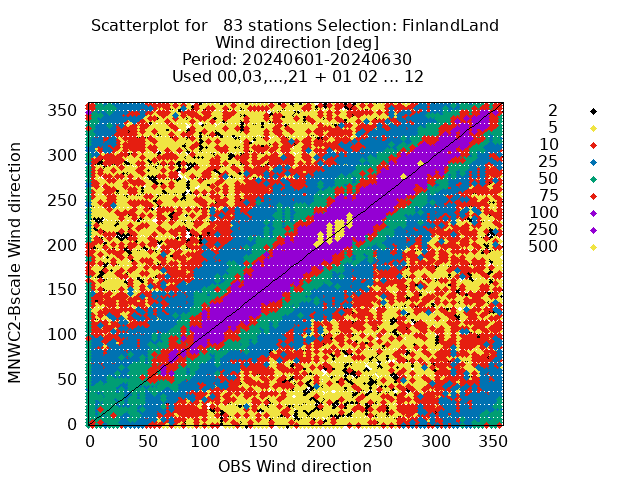 Scatterplot for 83 stations Selection: FinlandLand
Wind direction [deg]
Period: 20240601-20240630
Used 00,03,...,21 + 01 02 ... 12
MNWC2-Bscale Wind direction
350
300
250
200
150
100
50
0
0 50 100 150 200 250 300 350
OBS Wind direction
2
5
10
25
50
75
100
250
500